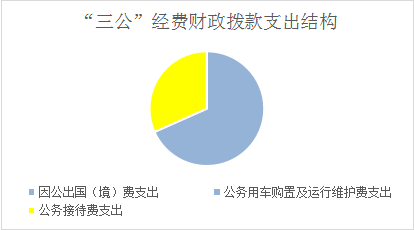 “三公”经费财政拨款支出结构
因公出国（境）费支出 公务用车购置及运行维护费支出
公务接待费支出